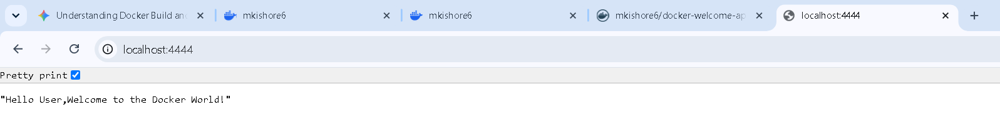 Understanding Docker Build an
mkishore6
mkishore6
mkishore6/docker-welcome-ap
localhost:4444
localhost:4444
Pretty print
"Hello User,Welcome to the Docker World!"